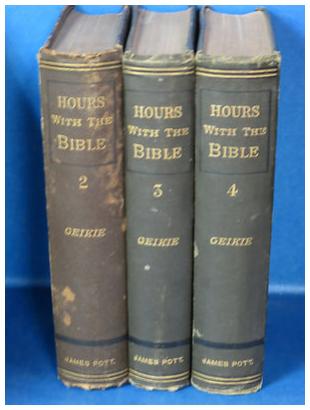 HOURS
WITH THE
BIBLE
2
GEIKIE
JAMES POTT.
HOURS
WITH THE
BIBLE
3
GEIKIE
JAMES POTT.
HOURS
WITH THE
BIBLE
4
GEIKIE
JAMES POTT.